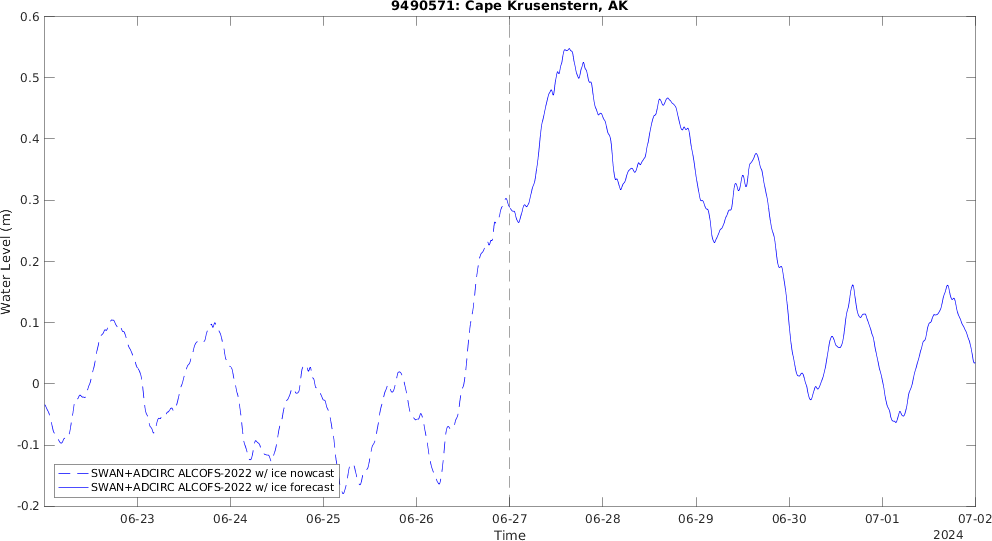 9490571: Cape Krusenstern, AK
0.6
0.5
0.4
0.3
0.2
0.1
0
-0.1
-0.2
Water Level (m)
SWAN+ADCIRC ALCOFS-2022 w/ ice nowcast
SWAN+ADCIRC ALCOFS-2022 w/ ice forecast
06-23 06-24 06-25 06-26 06-27 06-28 06-29 06-30 07-01 07-02
Time
2024